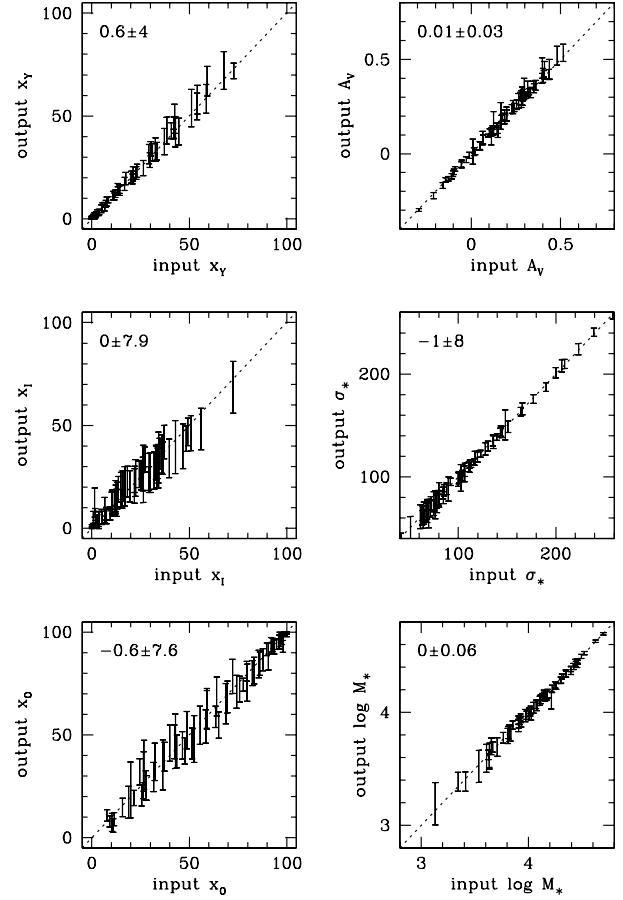 100
50
0
0.6±4
output x_Y
0 50 100
input x_Y
0.5
0
0.01±0.03
output A_V
0 0.5
input A_V
100
50
0
0±7.9
output x_I
0 50 100
input x_I
200
100
−1±8
output σ_*
100 200
input σ_*
100
50
0
−0.6±7.6
output x_O
0 50 100
input x_O
4
3
0±0.06
output log M_*
3 4
input log M_*